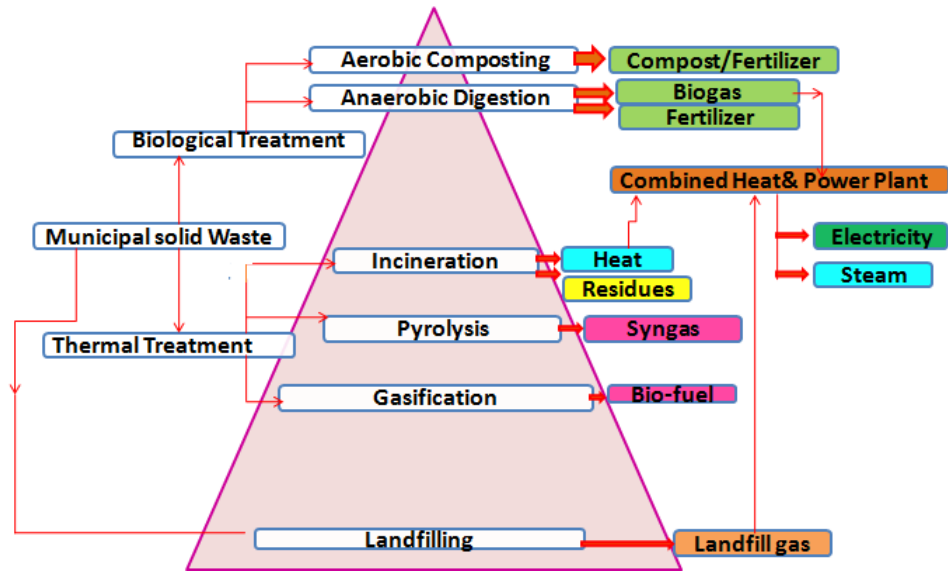 Aerobic Composting
Compost/Fertilizer
Anaerobic Digestion
Biogas
Fertilizer
Biological Treatment
Combined Heat& Power Plant
Municipal solid Waste
Electricity
Incineration
Heat
Steam
Residues
Pyrolysis
Syngas
Thermal Treatment
Gasification
Bio-fuel
Landfilling
Landfill gas